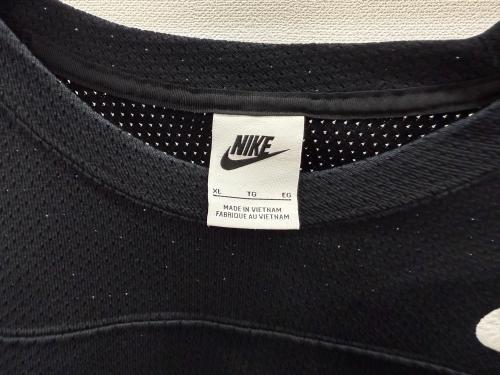 NIKE
XL TG EG
MADE IN VIETNAM
FABRIQUE AU VIETNAM